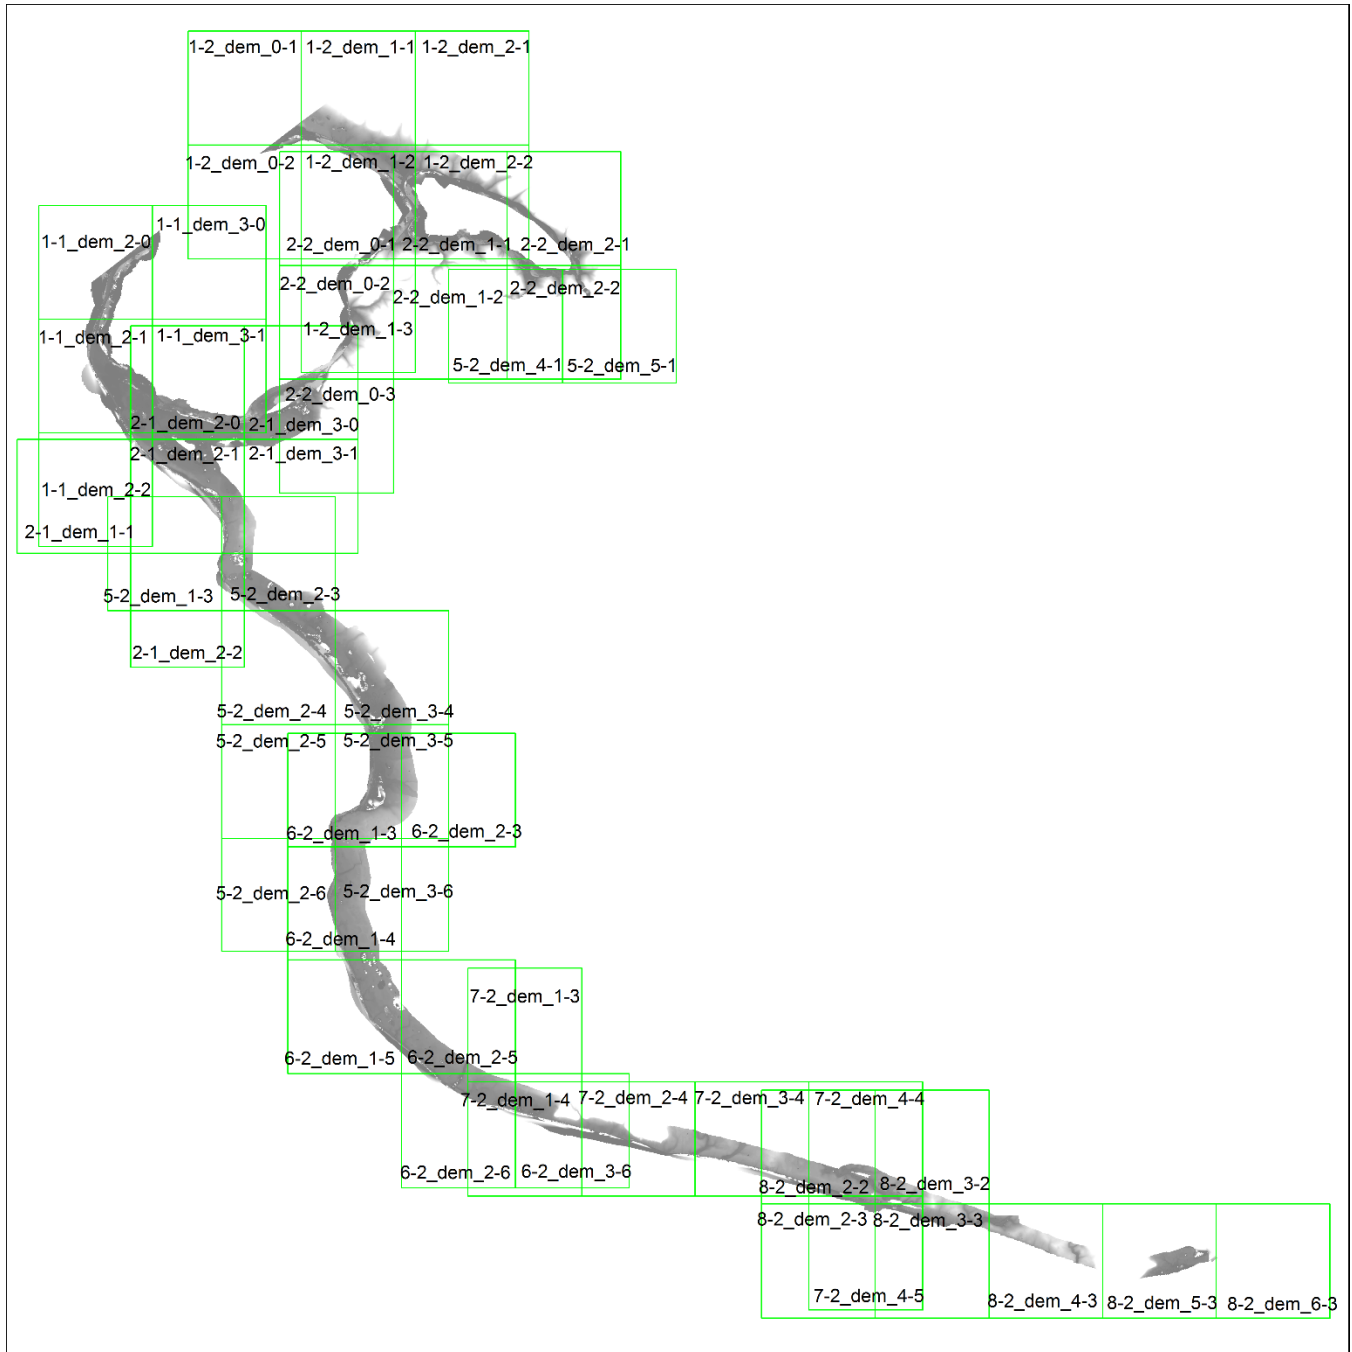 1-2_dem_0-1 1-2_dem_1-1 1-2_dem_2-1
1-2_dem_0-2 1-2_dem_1-2 1-2_dem_2-2
1-1_dem_2-0 1-1_dem_3-0
2-2_dem_0-1 2-2_dem_1-1 2-2_dem_2-1
2-2_dem_0-2 2-2_dem_1-2 2-2_dem_2-2
1-1_dem_2-1 1-1_dem_3-1 1-2_dem_1-3
5-2_dem_4-1 5-2_dem_5-1
2-2_dem_0-3
2-1_dem_2-0 2-1_dem_3-0
2-1_dem_2-1 2-1_dem_3-1
1-1_dem_2-2
2-1_dem_1-1
5-2_dem_1-3 5-2_dem_2-3
2-1_dem_2-2
5-2_dem_2-4 5-2_dem_3-4
5-2_dem_2-5 5-2_dem_3-5
6-2_dem_1-3 6-2_dem_2-3
5-2_dem_2-6 5-2_dem_3-6
6-2_dem_1-4
7-2_dem_1-3
6-2_dem_1-5 6-2_dem_2-5
7-2_dem_1-4 7-2_dem_2-4 7-2_dem_3-4 7-2_dem_4-4
6-2_dem_2-6 6-2_dem_3-6 8-2_dem_2-2 8-2_dem_3-2
8-2_dem_2-3 8-2_dem_3-3
7-2_dem_4-5 8-2_dem_4-3 8-2_dem_5-3 8-2_dem_6-3